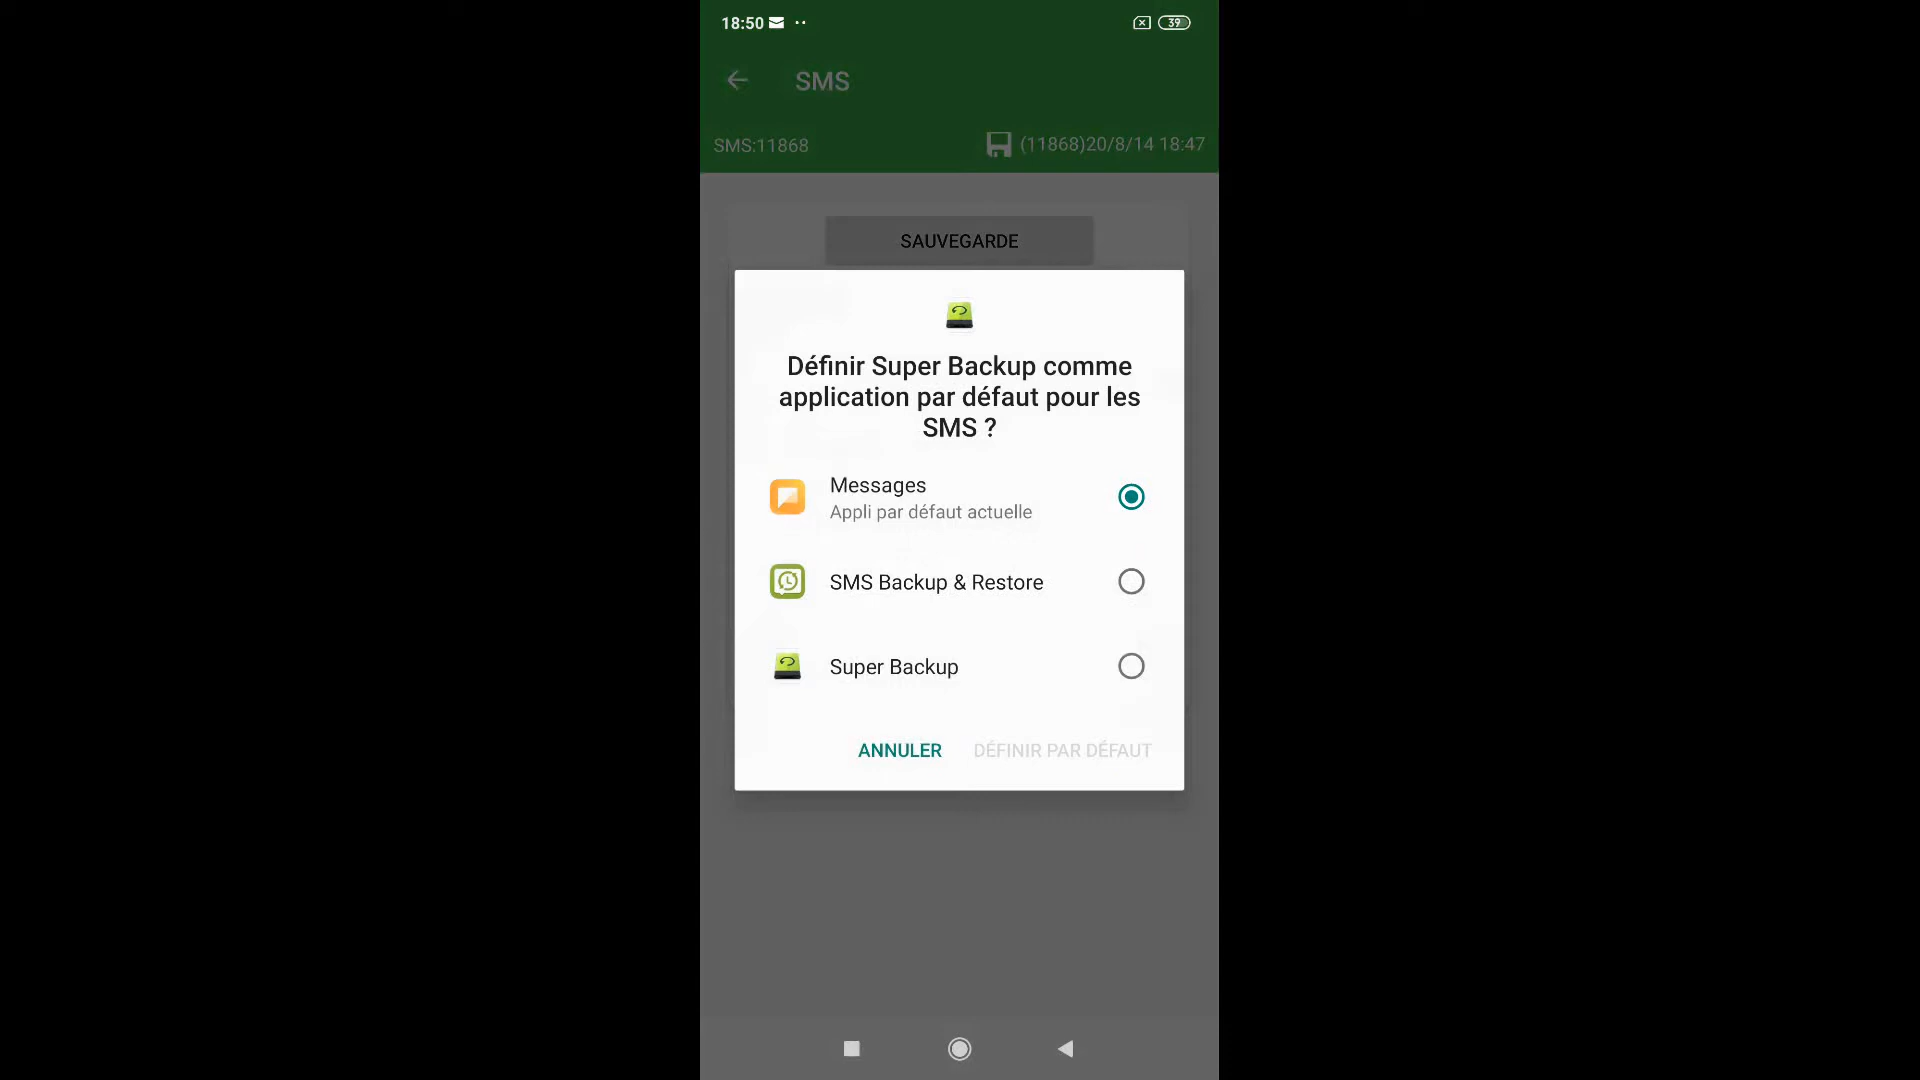 18:50
39
SMS
SMS:11868
(11868)20/8/14 18:47
SAUVEGARDE
Définir Super Backup comme
application par défaut pour les
SMS ?
Messages
Appli par défaut actuelle
SMS Backup & Restore
Super Backup
ANNULER
DÉFINIR PAR DÉFAUT